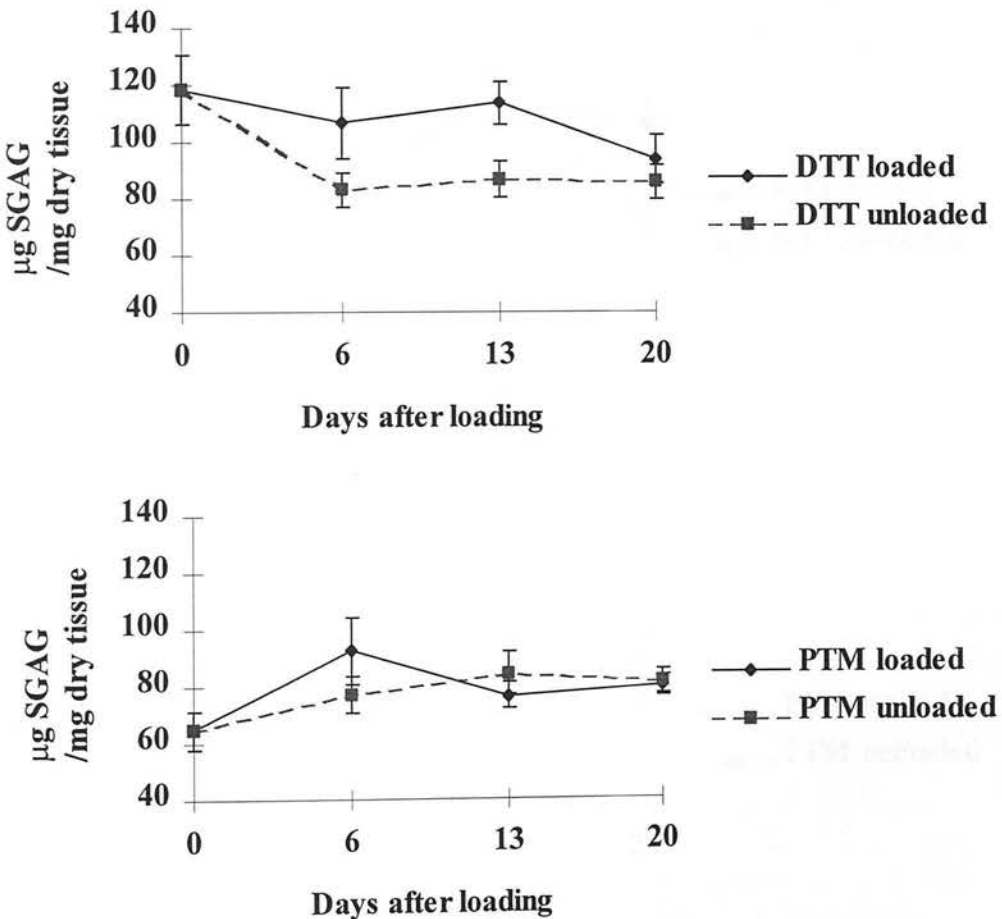 140
120
100
80
60
40
µg SGAG
/mg dry tissue
0 6 13 20
Days after loading
DTT loaded
DTT unloaded
140
120
100
80
60
40
µg SGAG
/mg dry tissue
0 6 13 20
Days after loading
PTM loaded
PTM unloaded